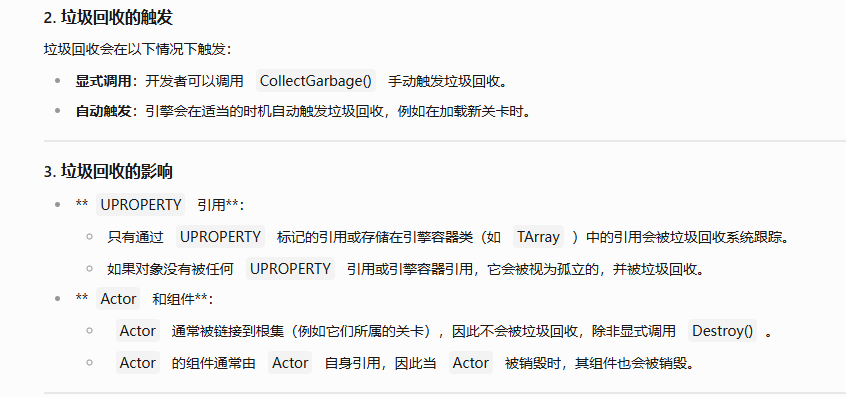 2. 垃圾回收的触发
垃圾回收会在以下情况下触发：
显式调用：开发者可以调用 CollectGarbage() 手动触发垃圾回收。
自动触发：引擎会在适当的时机自动触发垃圾回收，例如在加载新关卡时。
3. 垃圾回收的影响
** UPROPERTY 引用**：
只有通过 UPROPERTY 标记的引用或存储在引擎容器类（如 TArray ）中的引用会被垃圾回收系统跟踪。
如果对象没有被任何 UPROPERTY 引用或引擎容器引用，它会被视为孤立的，并被垃圾回收。
** Actor 和组件**：
Actor 通常被链接到根集（例如它们所属的关卡），因此不会被垃圾回收，除非显式调用 Destroy() 。
Actor 的组件通常由 Actor 自身引用，因此当 Actor 被销毁时，其组件也会被销毁。